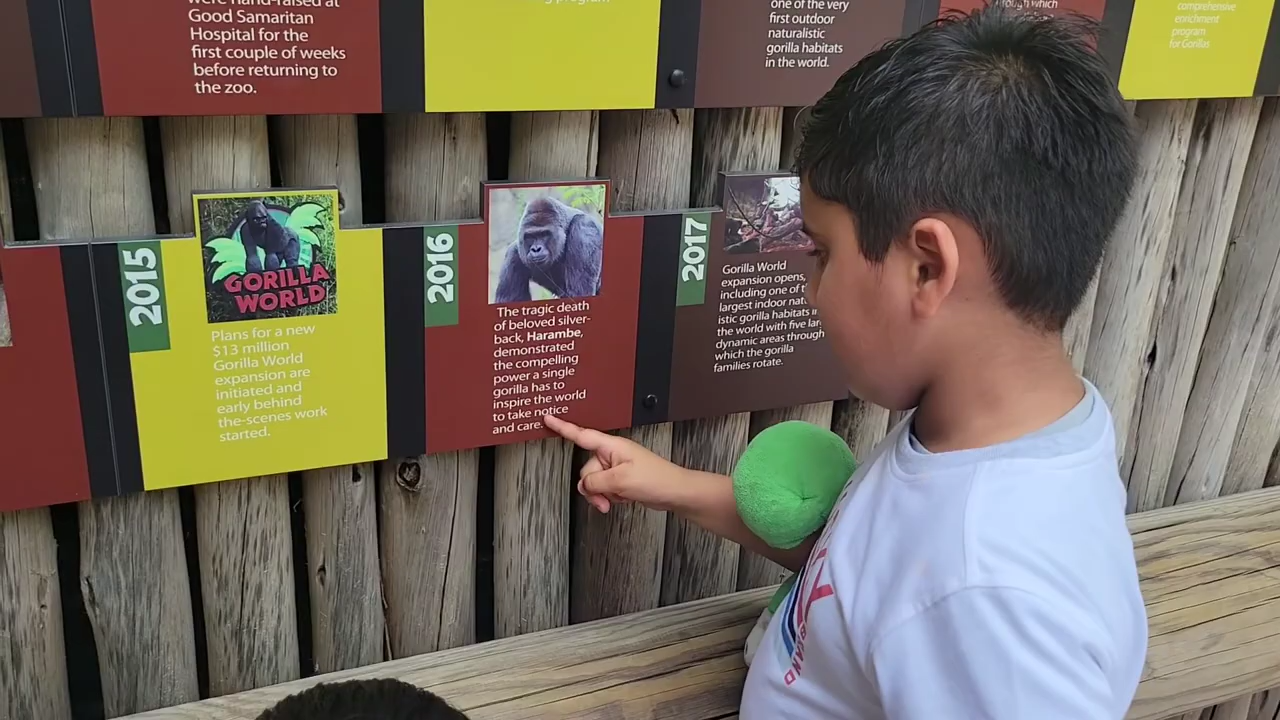 were hand-raised at
Good Samaritan
Hospital for the
first couple of weeks
before returning to
the zoo.
program
one of the very
first outdoor
naturalistic
gorilla habitats
in the world.
through which
comprehensive
enrichment
program
for Gorillas
2015
GORILLA
WORLD
Plans for a new
$13 million
Gorilla World
expansion are
initiated and
early behind
the-scenes work
started.
2016
The tragic death
of beloved silver-
back, Harambe,
demonstrated
the compelling
power a single
gorilla has to
inspire the world
to take notice
and care.
2017
Gorilla World
expansion opens,
including one of
largest indoor
istic gorilla habitats
the world with five
dynamic areas through
which the gorilla
families rotate.